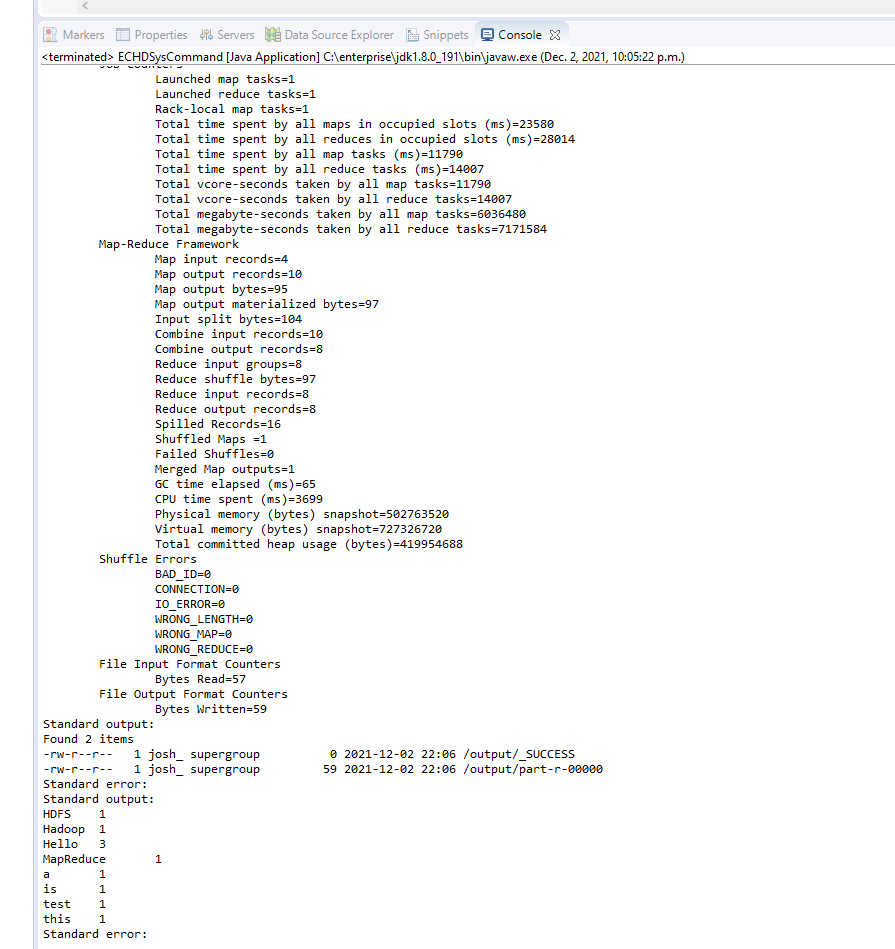 Markers Properties Servers Data Source Explorer Snippets Console
<terminated> ECHDSysCommand [Java Application] C:\enterprise\jdk1.8.0_191\bin\javaw.exe (Dec. 2, 2021, 10:05:22 p.m.)
Job Counters
Launched map tasks=1
Launched reduce tasks=1
Rack-local map tasks=1
Total time spent by all maps in occupied slots (ms)=23580
Total time spent by all reduces in occupied slots (ms)=28014
Total time spent by all map tasks (ms)=11790
Total time spent by all reduce tasks (ms)=14007
Total vcore-seconds taken by all map tasks=11790
Total vcore-seconds taken by all reduce tasks=14007
Total megabyte-seconds taken by all map tasks=6036480
Total megabyte-seconds taken by all reduce tasks=7171584
Map-Reduce Framework
Map input records=4
Map output records=10
Map output bytes=95
Map output materialized bytes=97
Input split bytes=104
Combine input records=10
Combine output records=8
Reduce input groups=8
Reduce shuffle bytes=97
Reduce input records=8
Reduce output records=8
Spilled Records=16
Shuffled Maps =1
Failed Shuffles=0
Merged Map outputs=1
GC time elapsed (ms)=65
CPU time spent (ms)=3699
Physical memory (bytes) snapshot=502763520
Virtual memory (bytes) snapshot=727326720
Total committed heap usage (bytes)=419954688
Shuffle Errors
BAD_ID=0
CONNECTION=0
IO_ERROR=0
WRONG_LENGTH=0
WRONG_MAP=0
WRONG_REDUCE=0
File Input Format Counters
Bytes Read=57
File Output Format Counters
Bytes Written=59
Standard output:
Found 2 items
-rw-r--r--   1 josh_ supergroup          0 2021-12-02 22:06 /output/_SUCCESS
-rw-r--r--   1 josh_ supergroup         59 2021-12-02 22:06 /output/part-r-00000
Standard error:
Standard output:
HDFS 1
Hadoop 1
Hello 3
MapReduce 1
a 1
is 1
test 1
this 1
Standard error: